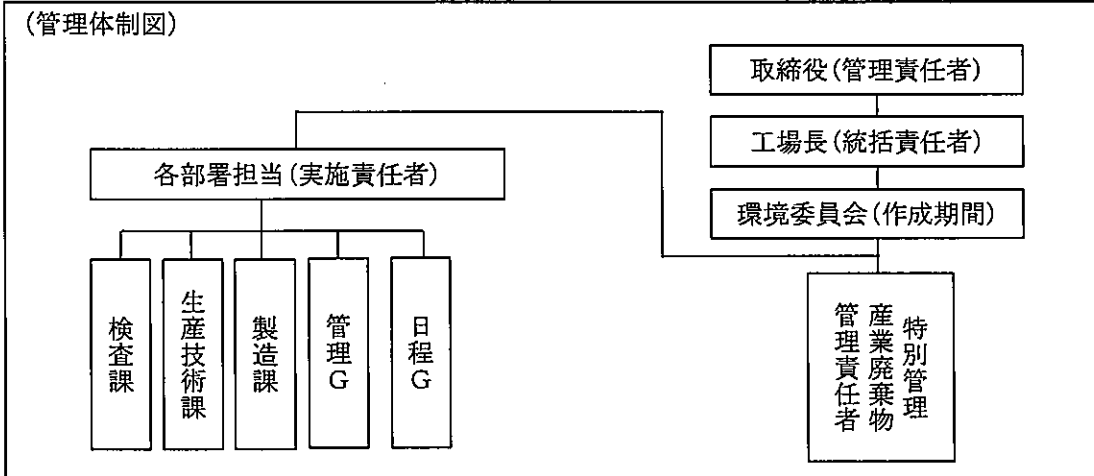 (管理体制図)
取締役(管理責任者)
工場長(統括責任者)
環境委員会(作成期間)
各部署担当(実施責任者)
検査課
生産技術課
製造課
管理G
日程G
特別管理
産業廃棄物
管理責任者